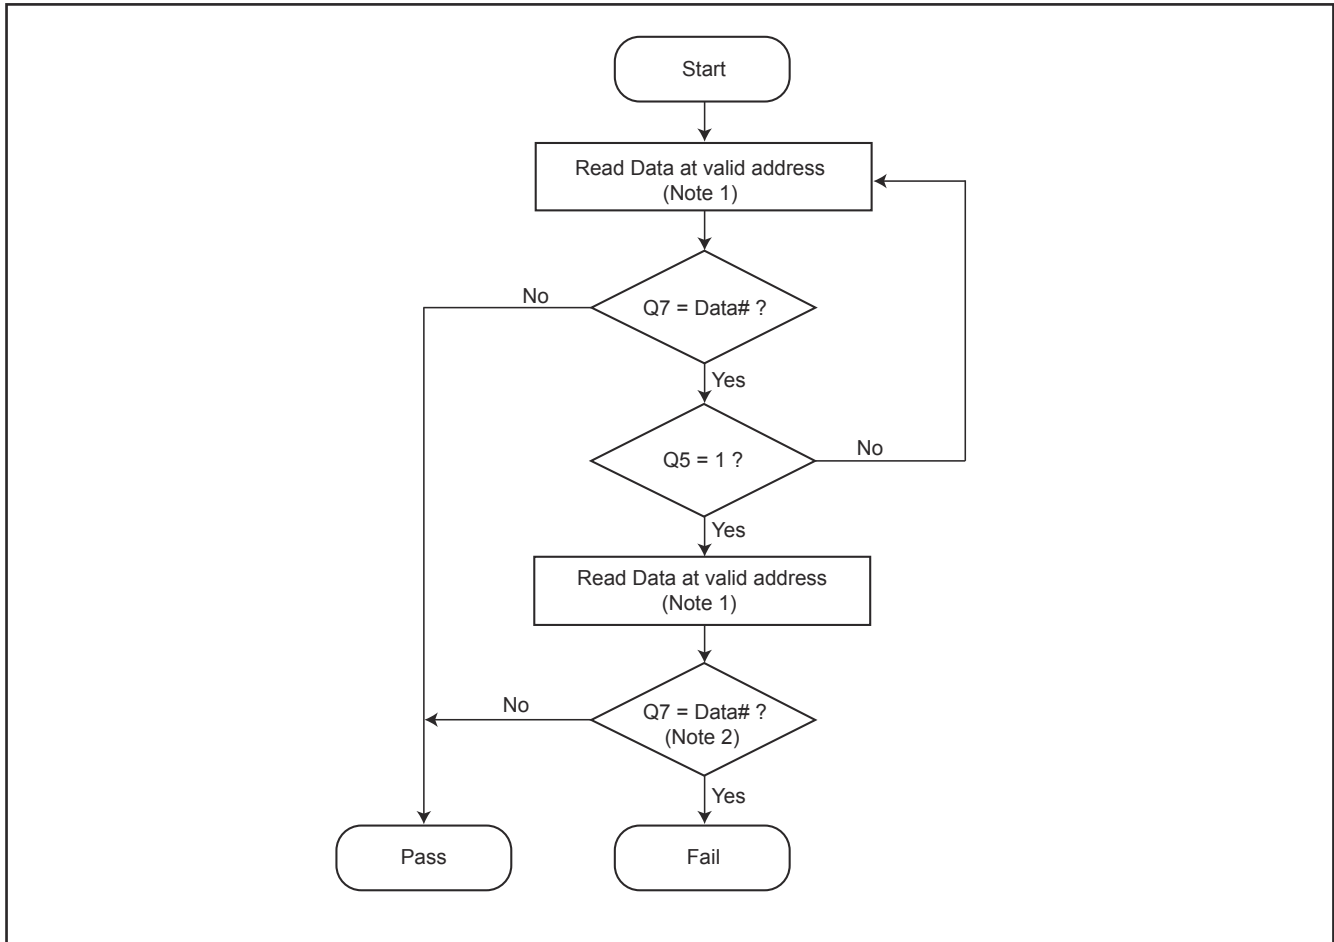 Start
Read Data at valid address
(Note 1)
Q7 = Data# ?
No
Yes
Q5 = 1 ?
No
Yes
Read Data at valid address
(Note 1)
Q7 = Data# ?
(Note 2)
No
Yes
Pass
Fail